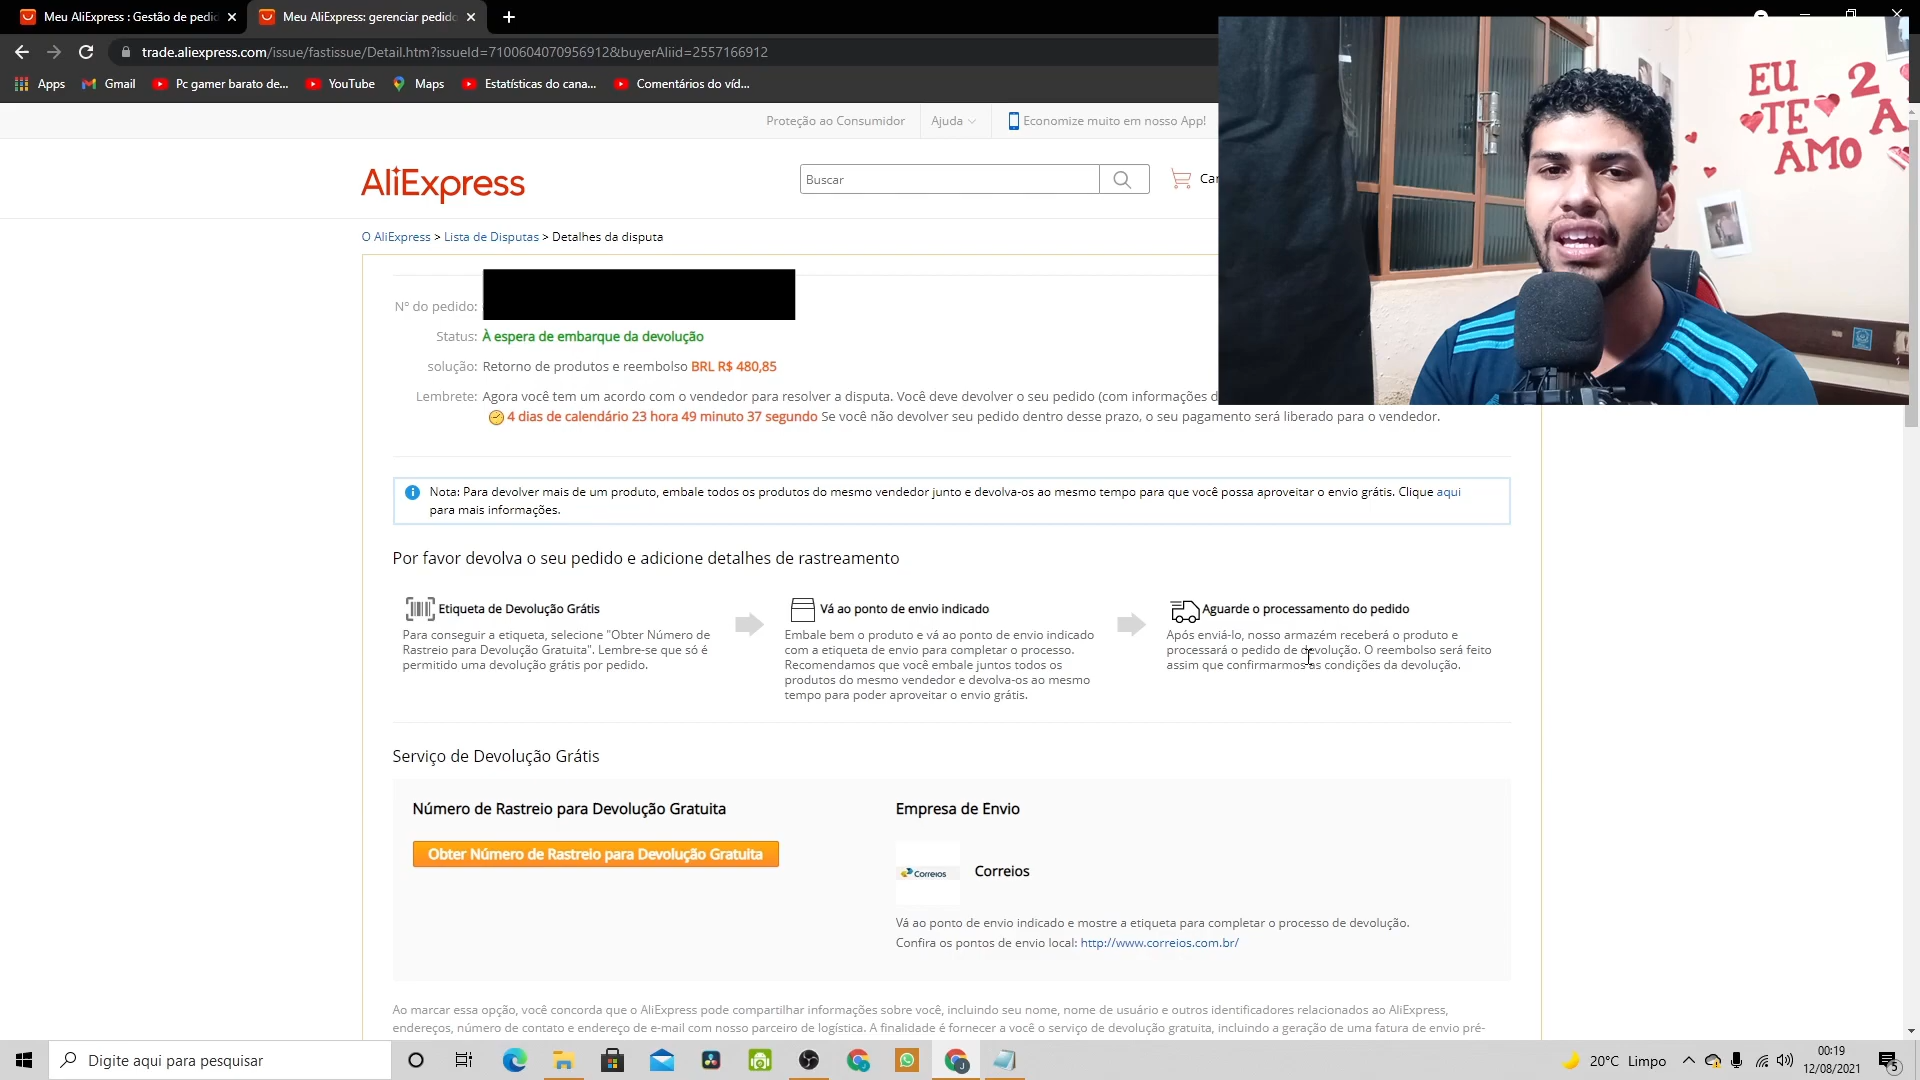 Meu AliExpress : Gestão de pedid
Meu AliExpress: gerenciar pedido
trade.aliexpress.com/issue/fastissue/Detail.htm?issueId=7100604070956912&buyerAliid=2557166912
Apps
Gmail
Pc gamer barato de...
YouTube
Maps
Estatísticas do cana...
Comentários do víd...
Proteção ao Consumidor
Ajuda
Economize muito em nosso App!
AliExpress
Buscar
Car
O AliExpress > Lista de Disputas > Detalhes da disputa
Nº do pedido:
Status: À espera de embarque da devolução
solução: Retorno de produtos e reembolso BRL R$ 480,85
Lembrete: Agora você tem um acordo com o vendedor para resolver a disputa. Você deve devolver o seu pedido (com informações d
4 dias de calendário 23 hora 49 minuto 37 segundo Se você não devolver seu pedido dentro desse prazo, o seu pagamento será liberado para o vendedor.
Nota: Para devolver mais de um produto, embale todos os produtos do mesmo vendedor junto e devolva-os ao mesmo tempo para que você possa aproveitar o envio grátis. Clique aqui
para mais informações.
Por favor devolva o seu pedido e adicione detalhes de rastreamento
Etiqueta de Devolução Grátis
Para conseguir a etiqueta, selecione "Obter Número de
Rastreio para Devolução Gratuita". Lembre-se que só é
permitido uma devolução grátis por pedido.
Vá ao ponto de envio indicado
Embale bem o produto e vá ao ponto de envio indicado
com a etiqueta de envio para completar o processo.
Recomendamos que você embale juntos todos os
produtos do mesmo vendedor e devolva-os ao mesmo
tempo para poder aproveitar o envio grátis.
Aguarde o processamento do pedido
Após enviá-lo, nosso armazém receberá o produto e
processará o pedido de devolução. O reembolso será feito
assim que confirmarmos as condições da devolução.
Serviço de Devolução Grátis
Número de Rastreio para Devolução Gratuita
Obter Número de Rastreio para Devolução Gratuita
Empresa de Envio
Correios
Correios
Vá ao ponto de envio indicado e mostre a etiqueta para completar o processo de devolução.
Confira os pontos de envio local: http://www.correios.com.br/
Ao marcar essa opção, você concorda que o AliExpress pode compartilhar informações sobre você, incluindo seu nome, nome de usuário e outros identificadores relacionados ao AliExpress,
endereços, número de contato e endereço de e-mail com nosso parceiro de logística. A finalidade é fornecer a você o serviço de devolução gratuita, incluindo a geração de uma fatura de envio pré-
EU 2
TE A
AMO
Digite aqui para pesquisar
20°C Limpo
00:19
12/08/2021
5